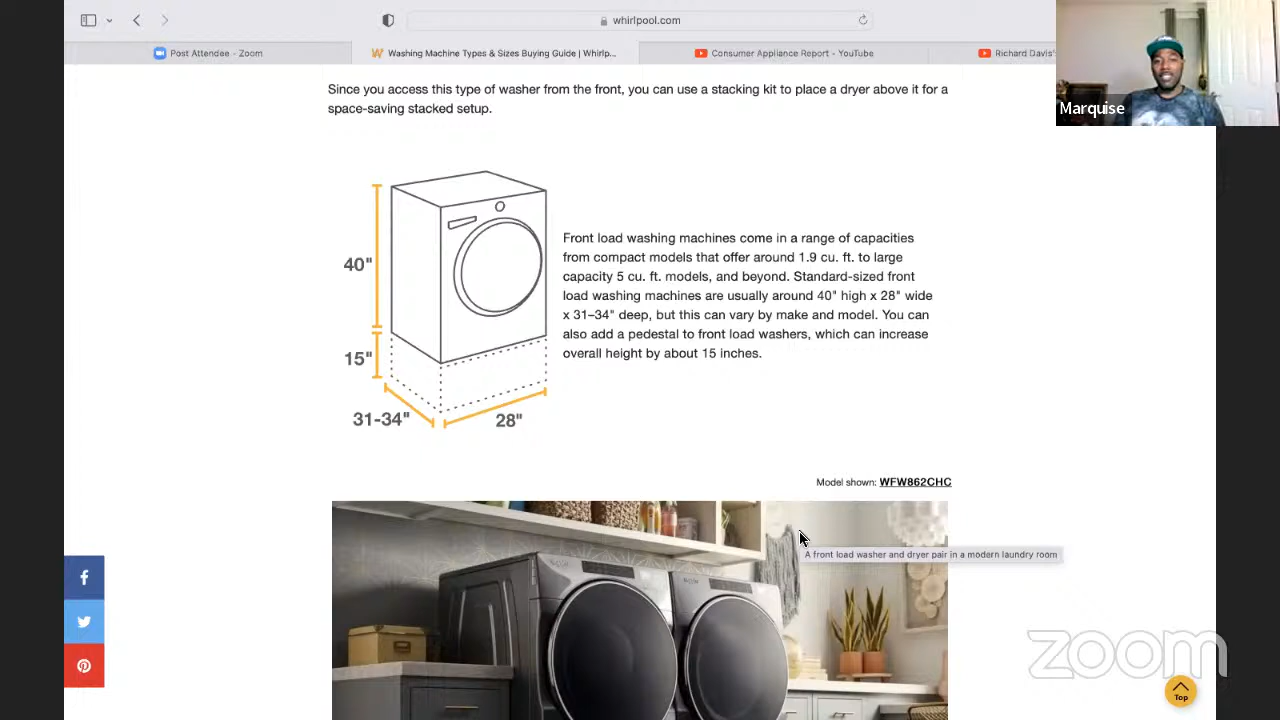 whirlpool.com
Post Attendee - Zoom
Washing Machine Types & Sizes Buying Guide | Whirlp...
Consumer Appliance Report - YouTube
Richard Davis'
Marquise
Since you access this type of washer from the front, you can use a stacking kit to place a dryer above it for a
space-saving stacked setup.
40"
15"
31-34"
28"
Front load washing machines come in a range of capacities
from compact models that offer around 1.9 cu. ft. to large
capacity 5 cu. ft. models, and beyond. Standard-sized front
load washing machines are usually around 40" high x 28" wide
x 31–34" deep, but this can vary by make and model. You can
also add a pedestal to front load washers, which can increase
overall height by about 15 inches.
Model shown: WFW862CHC
A front load washer and dryer pair in a modern laundry room
zoom
Top